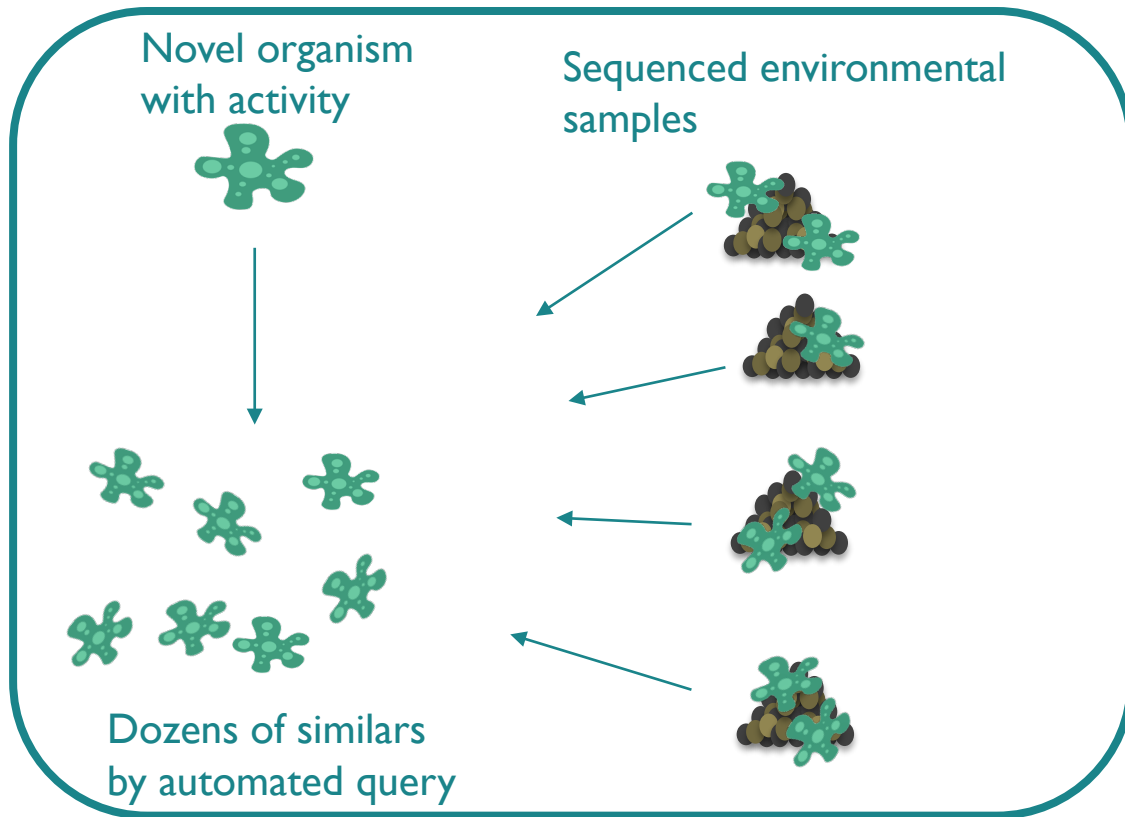 Novel organism
with activity
Sequenced environmental
samples
Dozens of similars
by automated query